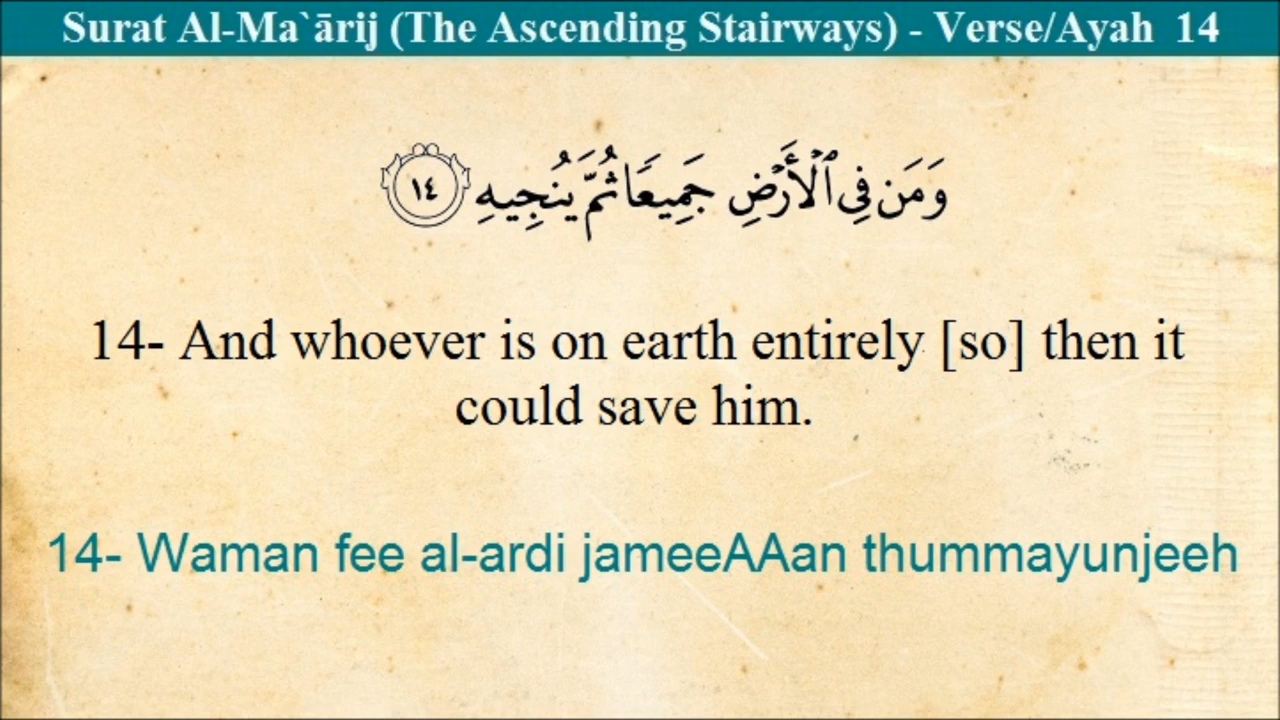 Surat Al-Ma`ārij (The Ascending Stairways) - Verse/Ayah 14
وَمَن فِى ٱلْأَرْضِ جَمِيعًا ثُمَّ يُنجِيهِ ١٤
14- And whoever is on earth entirely [so] then it
could save him.
14- Waman fee al-ardi jameeAAan thummayunjeeh